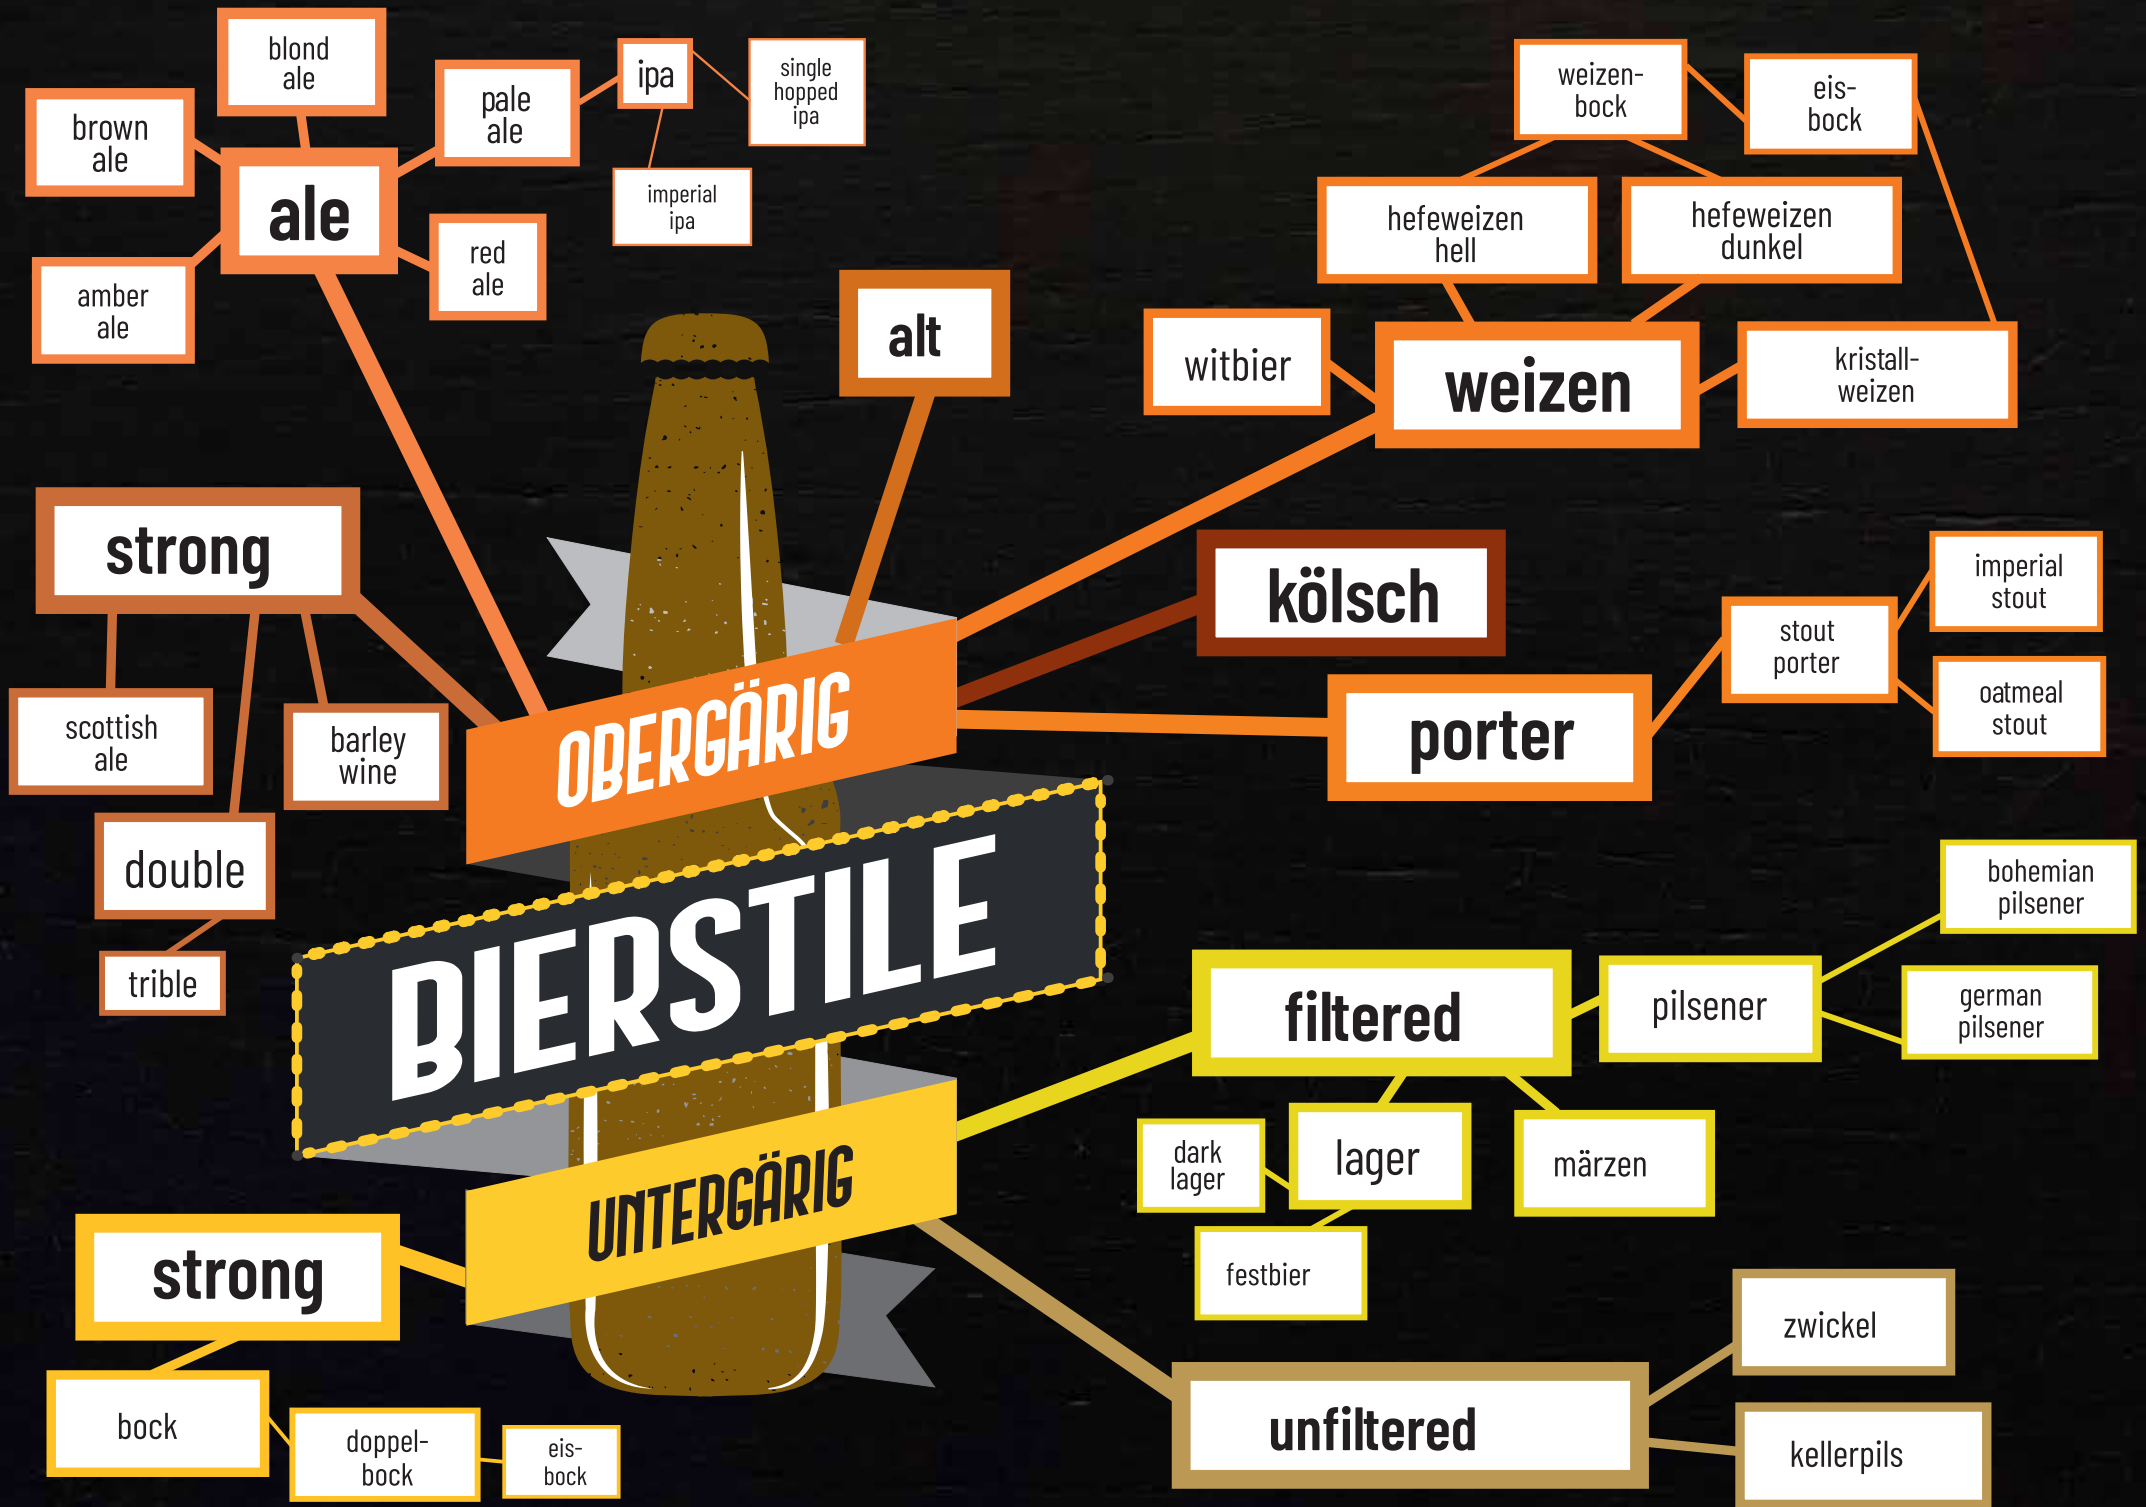 blond
ale
brown
ale
pale
ale
ipa
single
hopped
ipa
imperial
ipa
ale
red
ale
amber
ale
alt
weizen-
bock
eis-
bock
hefeweizen
hell
hefeweizen
dunkel
witbier
weizen
kristall-
weizen
strong
scottish
ale
barley
wine
double
trible
kölsch
porter
stout
porter
imperial
stout
oatmeal
stout
OBERGÄRIG
BIERSTILE
UNTERGÄRIG
filtered
pilsener
bohemian
pilsener
german
pilsener
dark
lager
lager
märzen
festbier
strong
bock
doppel-
bock
eis-
bock
unfiltered
zwickel
kellerpils